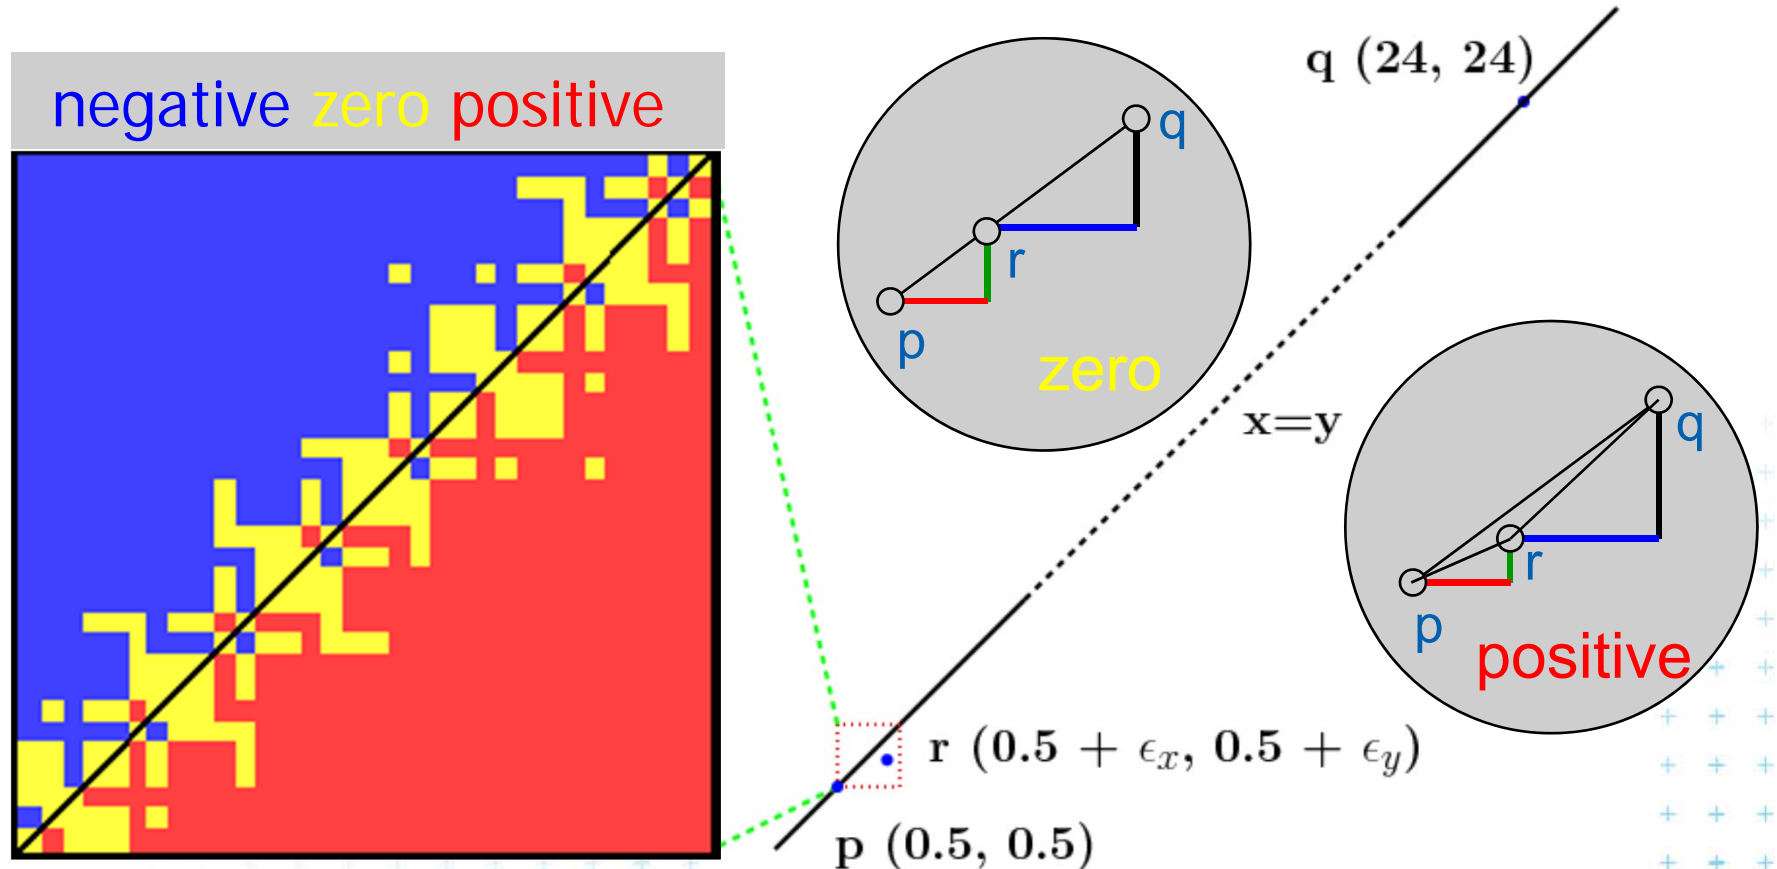 negative zero positive
q (24, 24)
q
r
p
zero
x=y
q
r
p
positive
r (0.5 + ϵx, 0.5 + ϵy)
p (0.5, 0.5)